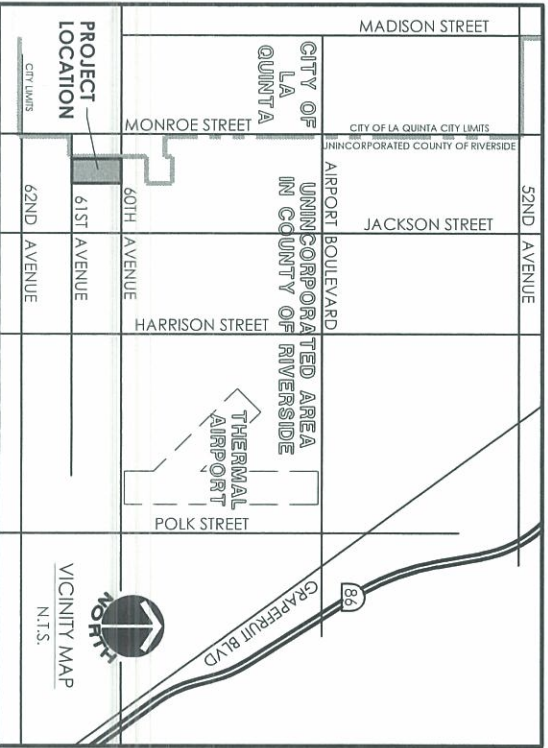 MADISON STREET
CITY OF
LA
QUINTA
MONROE STREET
CITY OF LA QUINTA CITY LIMITS
UNINCORPORATED COUNTY OF RIVERSIDE
PROJECT
LOCATION
CITY LIMITS
52ND AVENUE
AIRPORT BOULEVARD
60TH AVENUE
61ST AVENUE
62ND AVENUE
JACKSON STREET
UNINCORPORATED AREA
IN COUNTY OF RIVERSIDE
HARRISON STREET
THERMAL
AIRPORT
POLK STREET
GRAPEFRUIT BLVD
86
NORTH
VICINITY MAP
N.T.S.